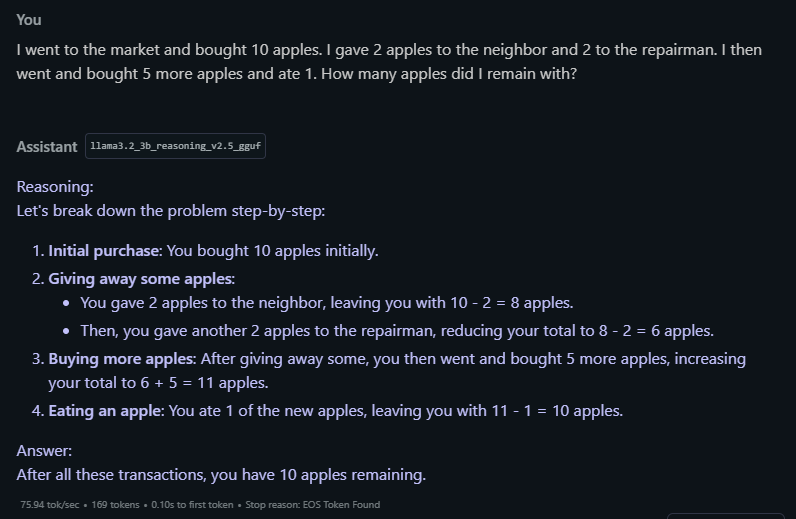 You
I went to the market and bought 10 apples. I gave 2 apples to the neighbor and 2 to the repairman. I then
went and bought 5 more apples and ate 1. How many apples did I remain with?
Assistant llama3.2_3b_reasoning_v2.5_gguf
Reasoning:
Let's break down the problem step-by-step:
1. Initial purchase: You bought 10 apples initially.
2. Giving away some apples:
• You gave 2 apples to the neighbor, leaving you with 10 - 2 = 8 apples.
• Then, you gave another 2 apples to the repairman, reducing your total to 8 - 2 = 6 apples.
3. Buying more apples: After giving away some, you then went and bought 5 more apples, increasing
your total to 6 + 5 = 11 apples.
4. Eating an apple: You ate 1 of the new apples, leaving you with 11 - 1 = 10 apples.
Answer:
After all these transactions, you have 10 apples remaining.
75.94 tok/sec • 169 tokens • 0.10s to first token • Stop reason: EOS Token Found